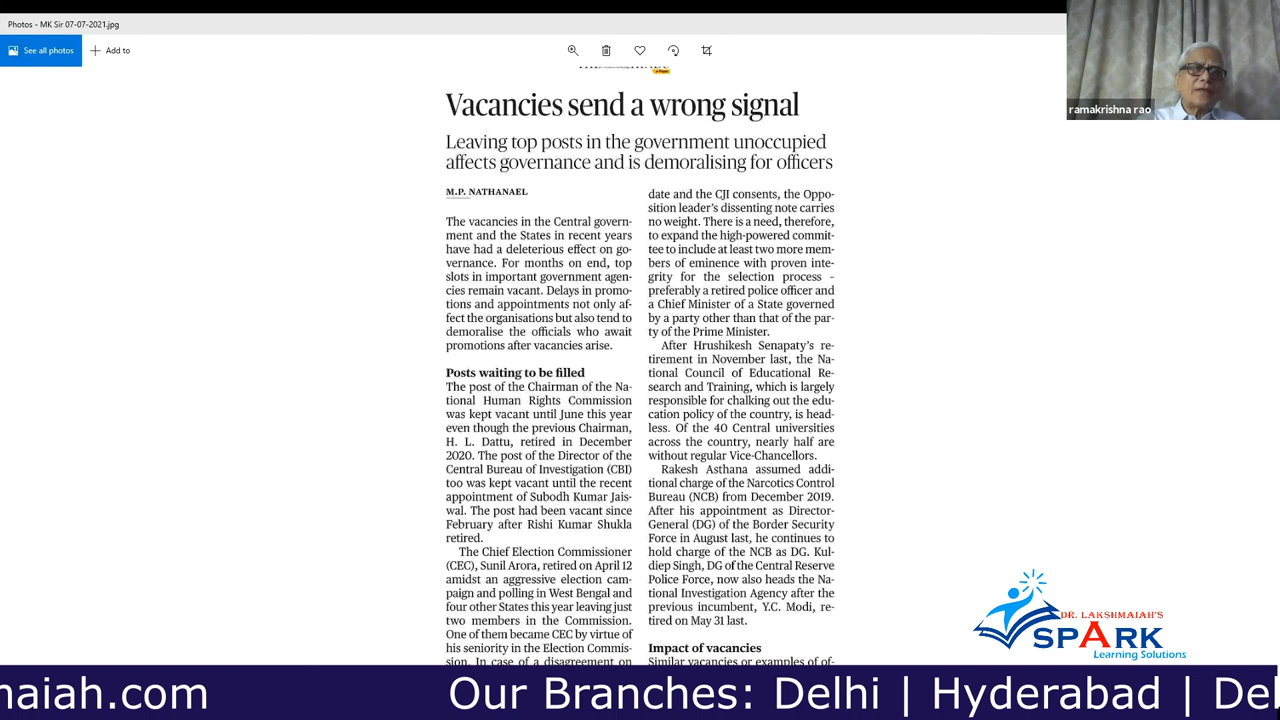 Photos - MK Sir 07-07-2021.jpg
See all photos
Add to
ramakrishna rao
Vacancies send a wrong signal
Leaving top posts in the government unoccupied
affects governance and is demoralising for officers
M.P. NATHANAEL
The vacancies in the Central govern-
ment and the States in recent years
have had a deleterious effect on go-
vernance. For months on end, top
slots in important government agen-
cies remain vacant. Delays in promo-
tions and appointments not only af-
fect the organisations but also tend to
demoralise the officials who await
promotions after vacancies arise.
Posts waiting to be filled
The post of the Chairman of the Na-
tional Human Rights Commission
was kept vacant until June this year
even though the previous Chairman,
H. L. Dattu, retired in December
2020. The post of the Director of the
Central Bureau of Investigation (CBI)
too was kept vacant until the recent
appointment of Subodh Kumar Jais-
wal. The post had been vacant since
February after Rishi Kumar Shukla
retired.
The Chief Election Commissioner
(CEC), Sunil Arora, retired on April 12
amidst an aggressive election cam-
paign and polling in West Bengal and
four other States this year leaving just
two members in the Commission.
One of them became CEC by virtue of
his seniority in the Election Commis-
sion. In case of a disagreement on
date and the CJI consents, the Oppo-
sition leader's dissenting note carries
no weight. There is a need, therefore,
to expand the high-powered commit-
tee to include at least two more mem-
bers of eminence with proven inte-
grity for the selection process –
preferably a retired police officer and
a Chief Minister of a State governed
by a party other than that of the par-
ty of the Prime Minister.
After Hrushikesh Senapaty's re-
tirement in November last, the Na-
tional Council of Educational Re-
search and Training, which is largely
responsible for chalking out the edu-
cation policy of the country, is head-
less. Of the 40 Central universities
across the country, nearly half are
without regular Vice-Chancellors.
Rakesh Asthana assumed addi-
tional charge of the Narcotics Control
Bureau (NCB) from December 2019.
After his appointment as Director-
General (DG) of the Border Security
Force in August last, he continues to
hold charge of the NCB as DG. Kul-
diep Singh, DG of the Central Reserve
Police Force, now also heads the Na-
tional Investigation Agency after the
previous incumbent, Y.C. Modi, re-
tired on May 31 last.
Impact of vacancies
Similar vacancies or examples of of-
DR. LAKSHMAIAH'S
SPARK
Learning Solutions
maiah.com Our Branches: Delhi | Hyderabad | Del